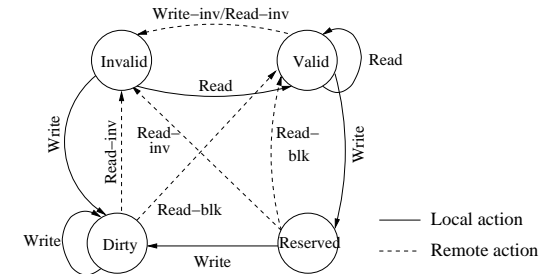 Write−inv/Read−inv
Invalid
Valid
Read
Read
Write
Read−inv
Read−
inv
Read−
blk
Write
Read−blk
Write
Dirty
Write
Reserved
Local action
Remote action